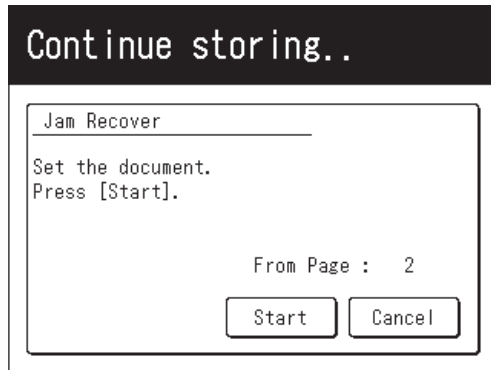 Continue storing..
Jam Recover
Set the document.
Press [Start].
From Page : 2
Start Cancel